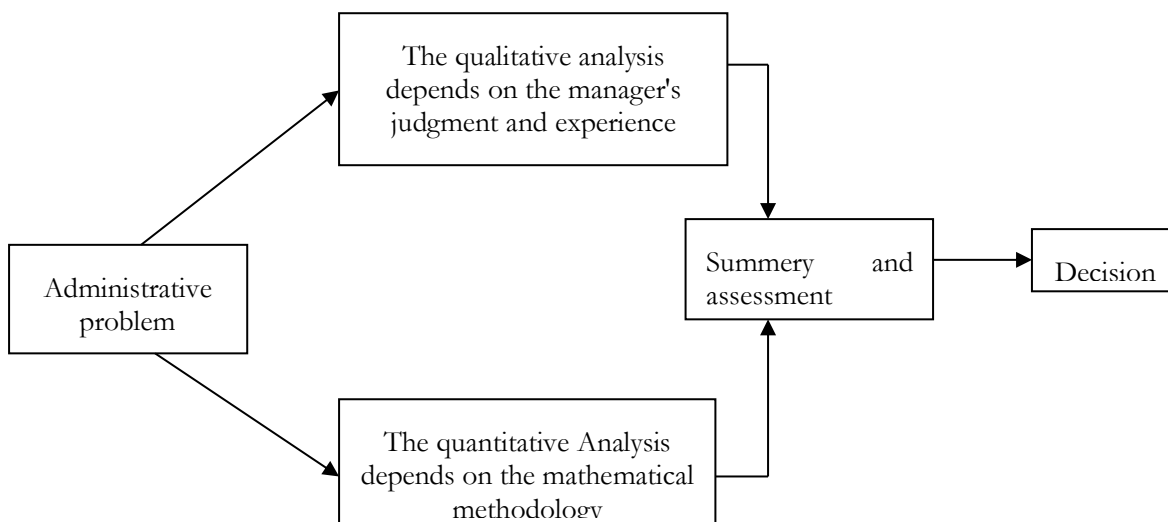 The qualitative analysis
depends on the manager's
judgment and experience
Administrative
problem
Summery and
assessment
Decision
The quantitative Analysis
depends on the mathematical
methodology